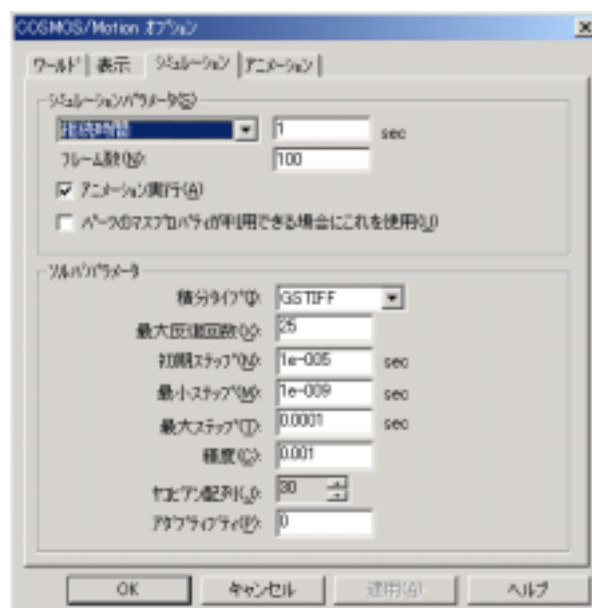 COSMOS/Motion オプション
ワールド 表示 シミュレーション アニメーション
シミュレーションパラメータ(S)
接続時間 1 sec
フレーム数(N): 100
アニメーション実行(A)
パーツのマスプロパティが利用できる場合にこれを使用(U)
ソルバパラメータ
積分タイプ(I): GSTIFF
最大反復回数(X): 25
初期ステップ(N): 1e-005 sec
最小ステップ(M): 1e-009 sec
最大ステップ(T): 0.0001 sec
精度(C): 0.001
ヤコビアン配列(J): 30
アダプティブティ(P): 0
OK キャンセル 適用(A) ヘルプ